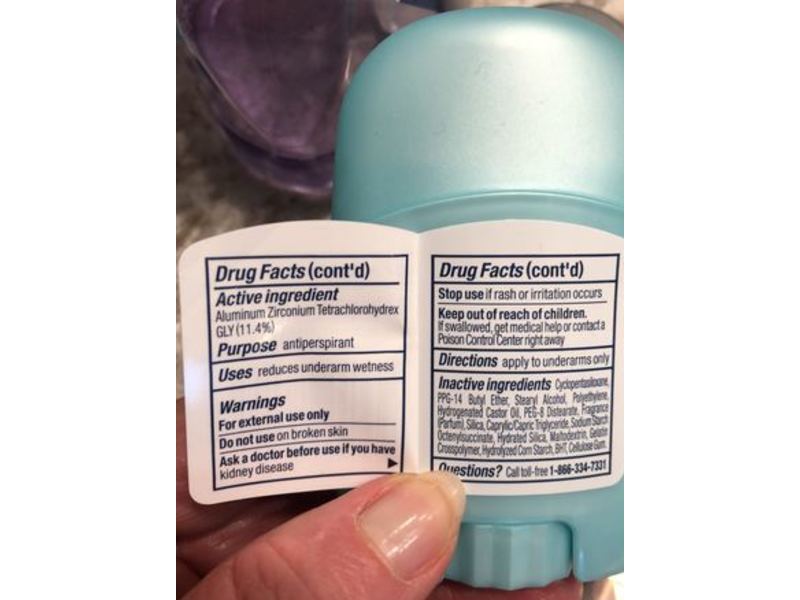 Drug Facts (cont'd)
Active ingredient
Aluminum Zirconium Tetrachlorohydrex
GLY (11.4%)
Purpose antiperspirant
Uses reduces underarm wetness
Warnings
For external use only
Do not use on broken skin
Ask a doctor before use if you have
kidney disease
Drug Facts (cont'd)
Stop use if rash or irritation occurs
Keep out of reach of children.
If swallowed, get medical help or contact a
Poison Control Center right away
Directions apply to underarms only
Inactive ingredients Cyclopentasiloxane,
PPG-14 Butyl Ether, Stearyl Alcohol, Polyethylene,
Hydrogenated Castor Oil, PEG-8 Distearate, Fragrance
(Parfum), Silica, Caprylic/Capric Triglyceride, Sodium Starch
Octenylsuccinate, Hydrated Silica, Maltodextrin, Gelatin
Crosspolymer, Hydrolyzed Corn Starch, BHT, Cellulose Gum.
Questions? Call toll-free 1-866-334-7331